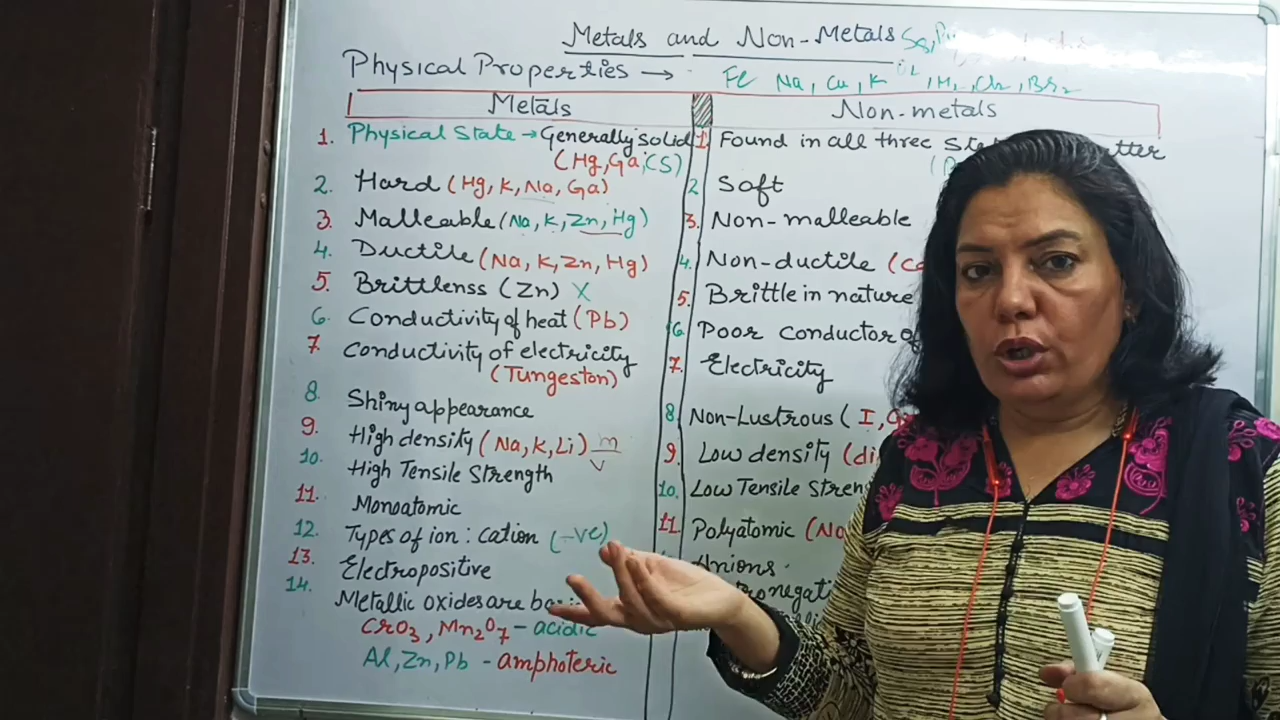 Metals and Non-Metals
Physical Properties →
Fe Na, Cu, K
, Cl2, Br2
Metals
Non-metals
1. Physical State → Generally solid
(Hg, Ga, CS)
2. Hard (Hg, K, Na, Ga)
3. Malleable (Na, K, Zn, Hg)
4. Ductile (Na, K, Zn, Hg)
5. Brittlenss (Zn) X
6. Conductivity of heat (Pb)
7. Conductivity of electricity
(Tungeston)
8. Shiny appearance
9. High density (Na, K, Li) m
V
10. High Tensile Strength
11. Monoatomic
12. Types of ion : cation (-ve)
13. Electropositive
14. Metallic oxides are
CrO3, Mn2O7 - acidic
Al, Zn, Pb - amphoteric
1. Found in all three
2. Soft
3. Non-malleable
4. Non-ductile
5. Brittle in nature
6. Poor conductor
7. Electricity
8. Non-Lustrous (I,
9. Low density
10. Low Tensile
11. Polyatomic
Anions